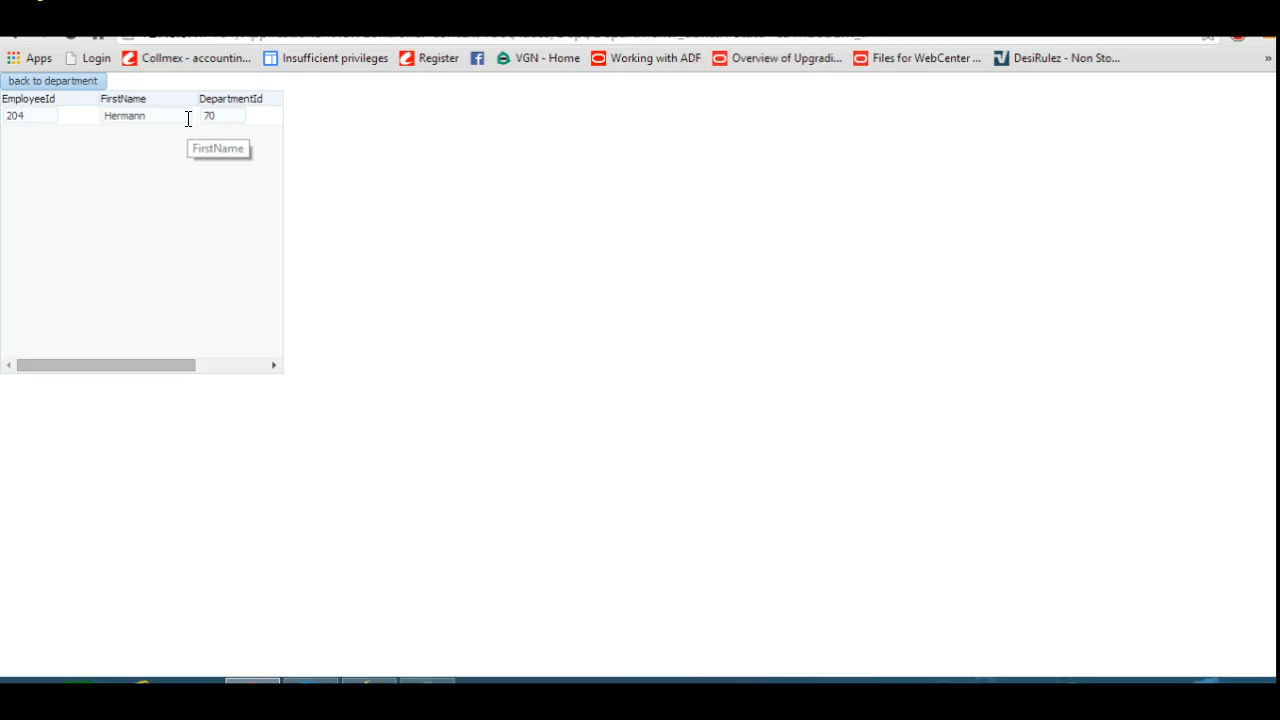 Apps Login Collmex - accountin... Insufficient privileges Register VGN - Home Working with ADF Overview of Upgradi... Files for WebCenter ... DesiRulez - Non Sto... »
back to department
EmployeeId FirstName DepartmentId
204 Hermann 70
FirstName